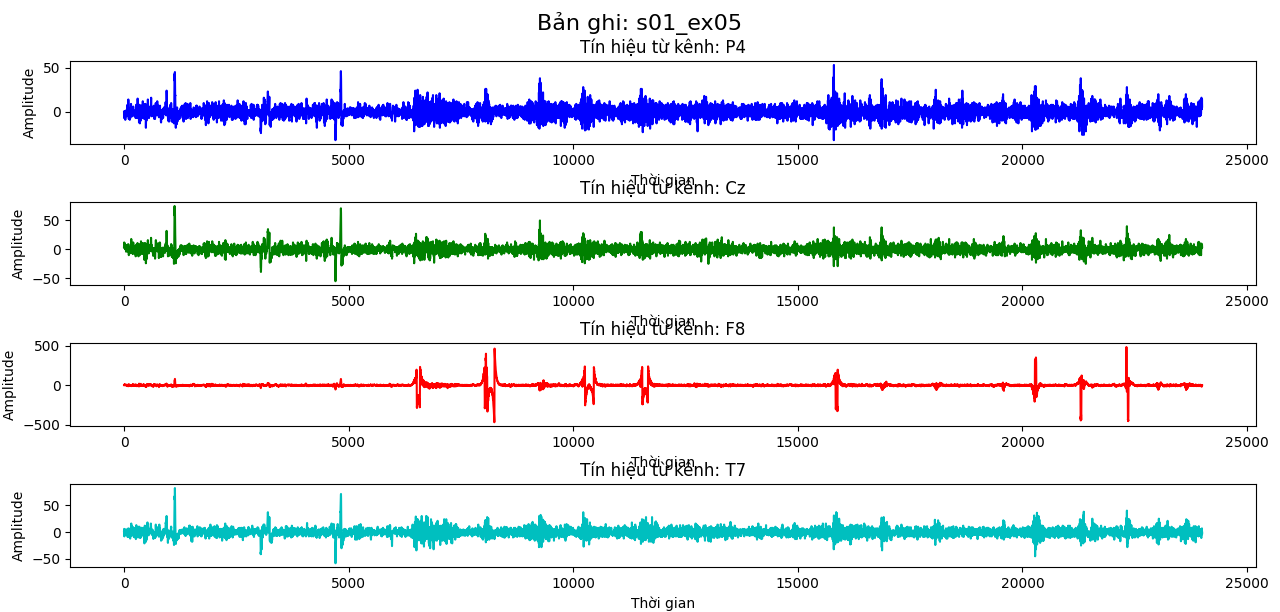 Bản ghi: s01_ex05
Tín hiệu từ kênh: P4
50
0
Amplitude
0 5000 10000 15000 20000 25000
Thời gian
Tín hiệu từ kênh: Cz
50
0
−50
Amplitude
0 5000 10000 15000 20000 25000
Thời gian
Tín hiệu từ kênh: F8
500
0
−500
Amplitude
0 5000 10000 15000 20000 25000
Thời gian
Tín hiệu từ kênh: T7
50
0
−50
Amplitude
0 5000 10000 15000 20000 25000
Thời gian